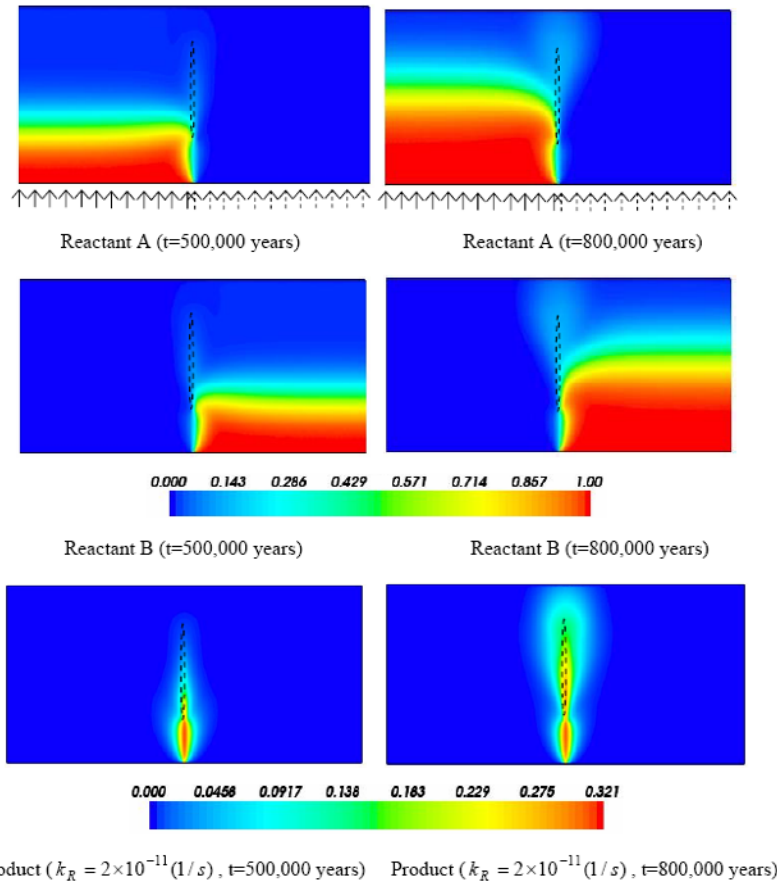 Reactant A (t=500,000 years) Reactant A (t=800,000 years)
0.000 0.143 0.286 0.429 0.571 0.714 0.857 1.00
Reactant B (t=500,000 years) Reactant B (t=800,000 years)
0.000 0.0458 0.0917 0.138 0.183 0.229 0.275 0.321
oduct ( k_R = 2×10^{-11} (1/s) , t=500,000 years) Product ( k_R = 2×10^{-11} (1/s) , t=800,000 years)